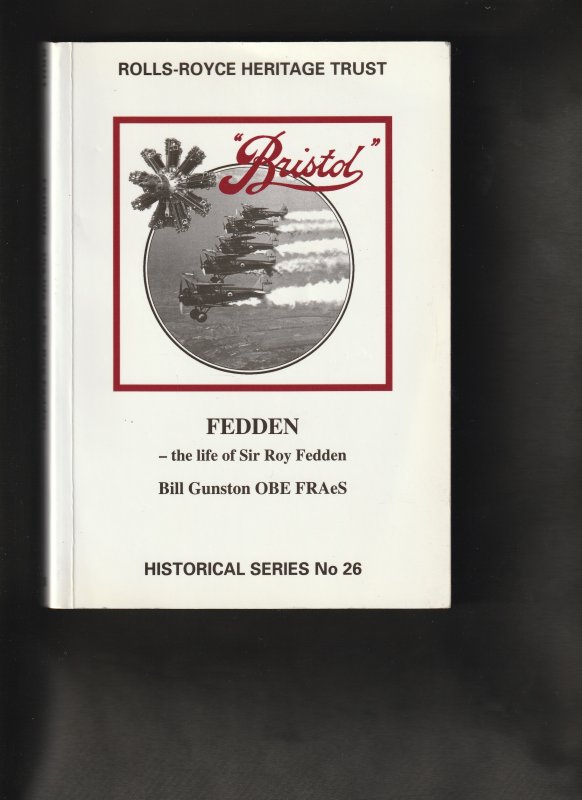 ROLLS-ROYCE HERITAGE TRUST
"Bristol"
FEDDEN
– the life of Sir Roy Fedden
Bill Gunston OBE FRAeS
HISTORICAL SERIES No 26